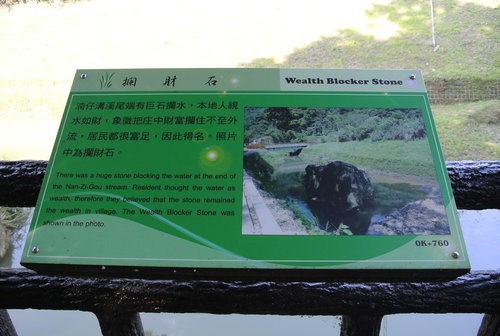 攔財石
Wealth Blocker Stone
湳仔溝溪尾端有巨石攔水，本地人視
水如財，象徵把庄中財富攔住不至外
流，居民都很富足，因此得名。照片
中為攔財石。
There was a huge stone blocking the water at the end of
the Nan-Zi-Gou stream. Resident thought the water as
wealth, therefore they believed that the stone remained
the wealth in village. The Wealth Blocker Stone was
shown in the photo.
0K+760